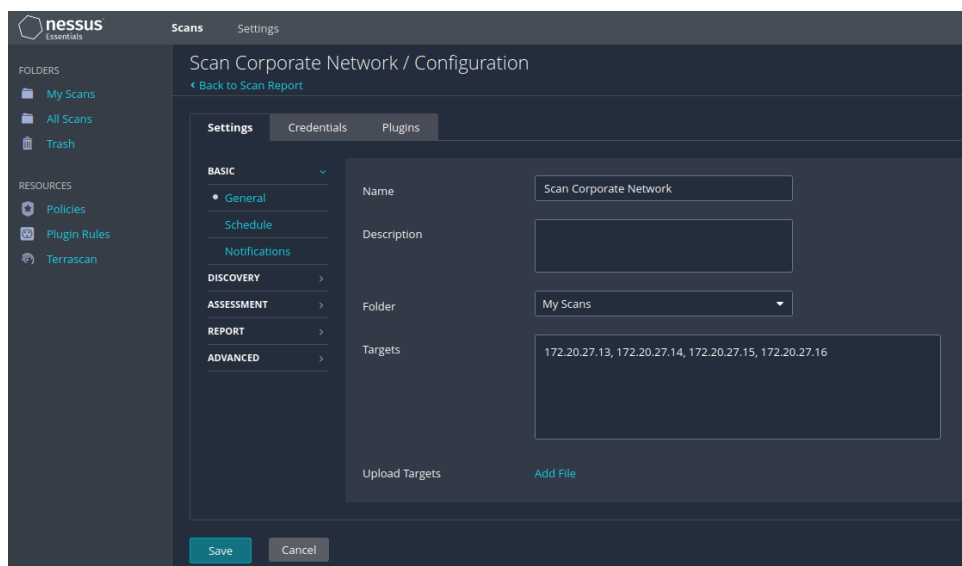 nessus
Essentials
Scans
Settings
FOLDERS
My Scans
All Scans
Trash
RESOURCES
Policies
Plugin Rules
Terrascan
Scan Corporate Network / Configuration
Back to Scan Report
Settings
Credentials
Plugins
BASIC
General
Schedule
Notifications
DISCOVERY
ASSESSMENT
REPORT
ADVANCED
Name
Scan Corporate Network
Description
Folder
My Scans
Targets
172.20.27.13, 172.20.27.14, 172.20.27.15, 172.20.27.16
Upload Targets
Add File
Save
Cancel